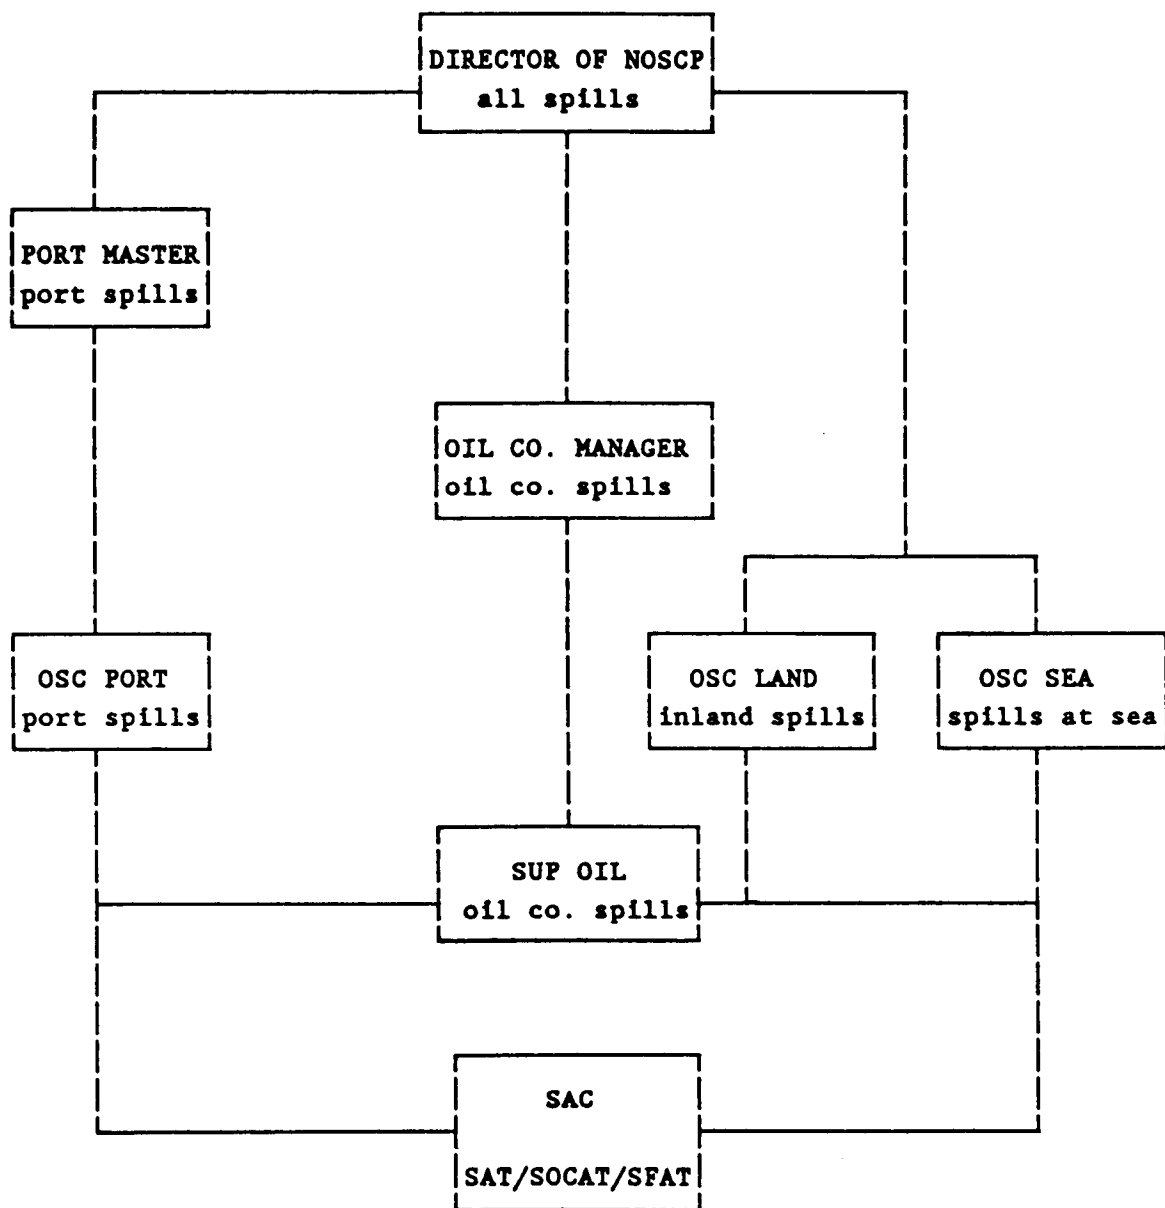 DIRECTOR OF NOSCP
all spills
PORT MASTER
port spills
OIL CO. MANAGER
oil co. spills
OSC PORT
port spills
OSC LAND
inland spills
OSC SEA
spills at sea
SUP OIL
oil co. spills
SAC
SAT/SOCAT/SFAT